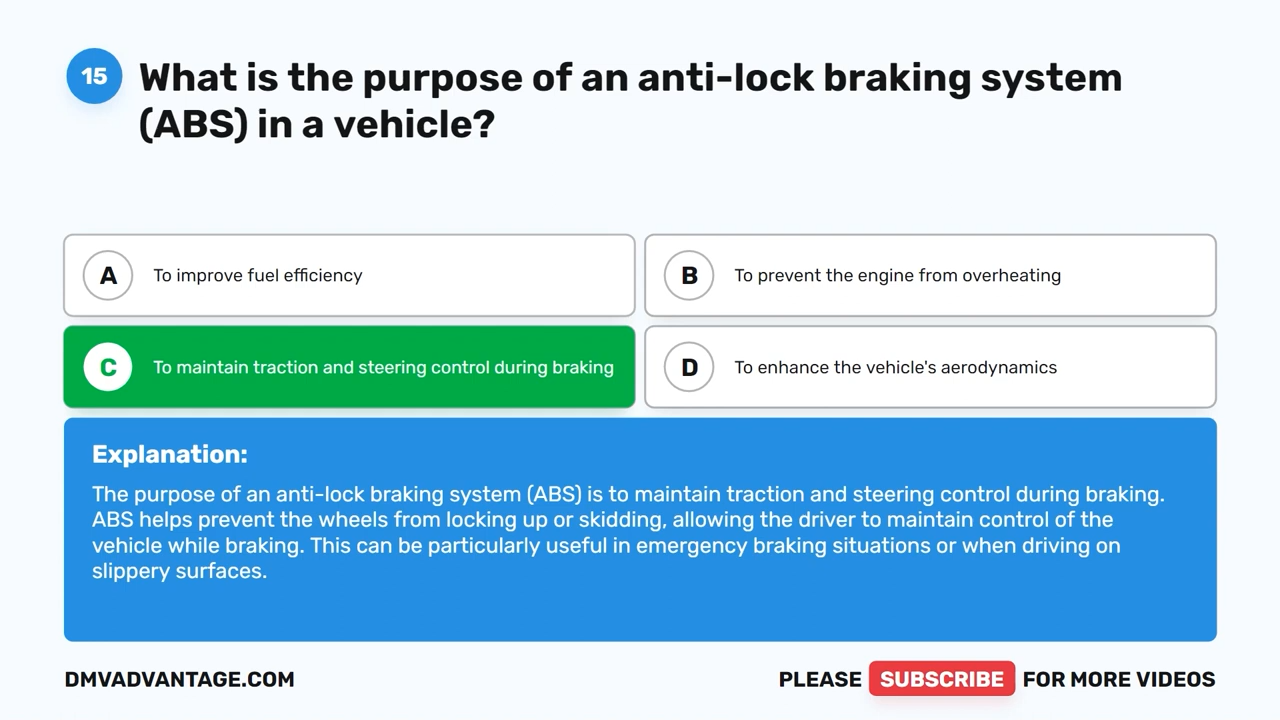 15
What is the purpose of an anti-lock braking system
(ABS) in a vehicle?
A
To improve fuel efficiency
B
To prevent the engine from overheating
C
To maintain traction and steering control during braking
D
To enhance the vehicle's aerodynamics
Explanation:
The purpose of an anti-lock braking system (ABS) is to maintain traction and steering control during braking.
ABS helps prevent the wheels from locking up or skidding, allowing the driver to maintain control of the
vehicle while braking. This can be particularly useful in emergency braking situations or when driving on
slippery surfaces.
DMVADVANTAGE.COM
PLEASE SUBSCRIBE FOR MORE VIDEOS